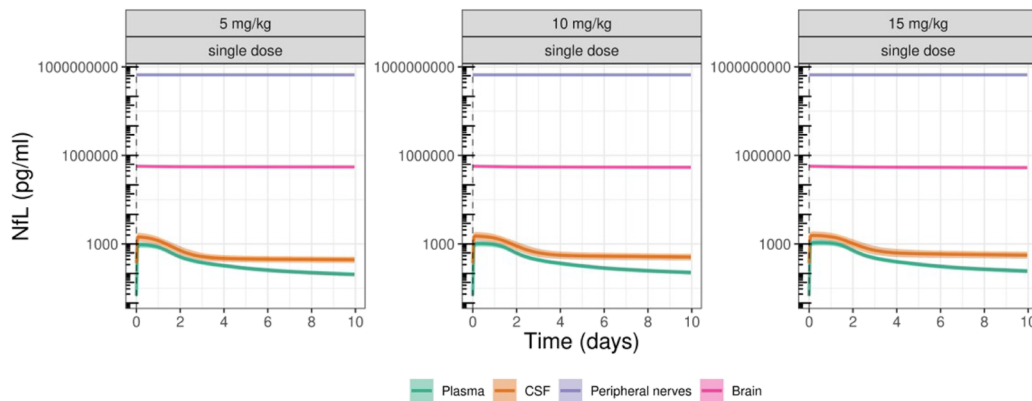 5 mg/kg 10 mg/kg 15 mg/kg
single dose single dose single dose
1000000000 1000000000 1000000000
1000000 1000000 1000000
1000 1000 1000
NfL (pg/ml)
0 2 4 6 8 10 0 2 4 6 8 10 0 2 4 6 8 10
Time (days)
Plasma CSF Peripheral nerves Brain